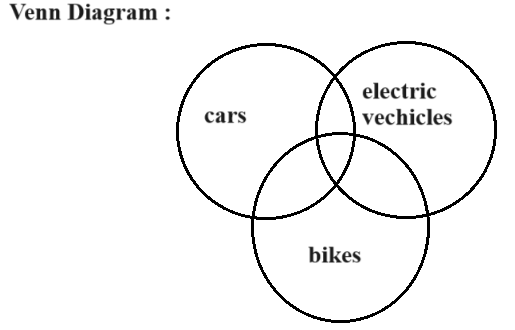 Venn Diagram :
cars
electric
vechicles
bikes